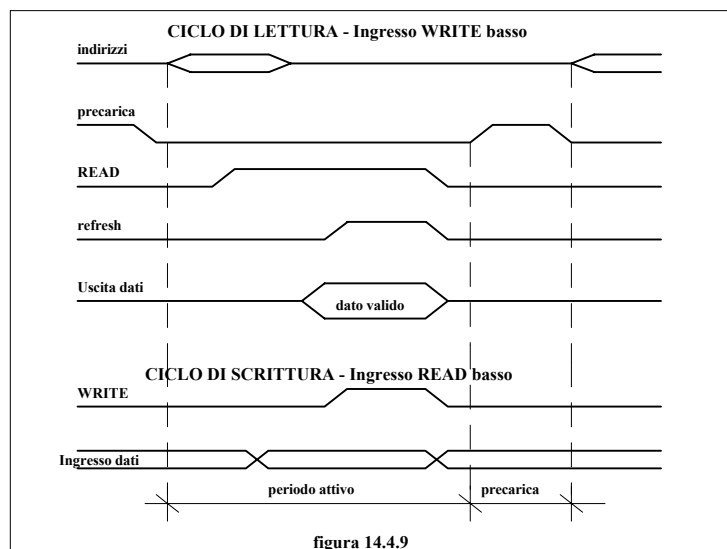 CICLO DI LETTURA - Ingresso WRITE basso
indirizzi
precarica
READ
refresh
Uscita dati
dato valido
CICLO DI SCRITTURA - Ingresso READ basso
WRITE
Ingresso dati
periodo attivo precarica
figura 14.4.9